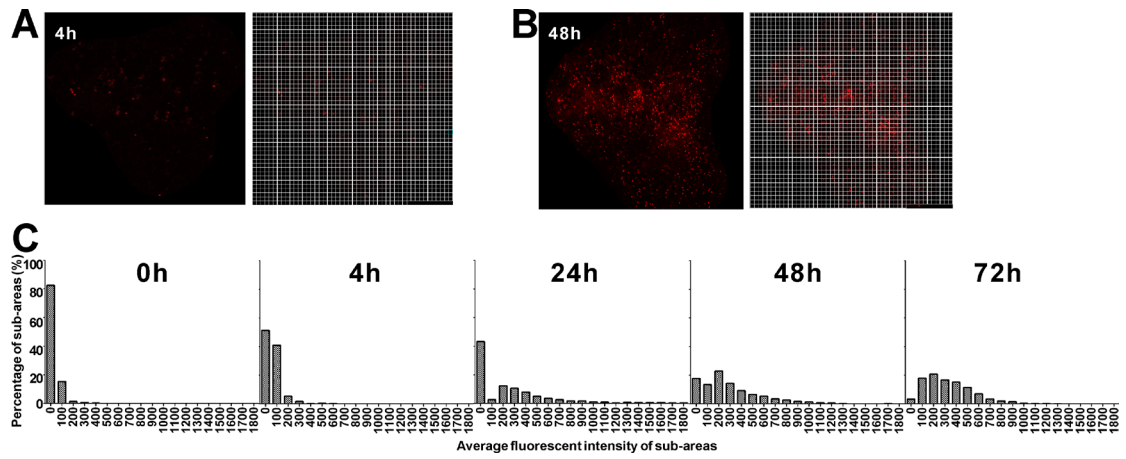 A
4h
B
48h
C
Percentage of sub-areas (%)
100
80
60
40
20
0
0h
4h
24h
48h
72h
0 100 200 300 400 500 600 700 800 900 1000 1100 1200 1300 1400 1500 1600 1700 1800
0 100 200 300 400 500 600 700 800 900 1000 1100 1200 1300 1400 1500 1600 1700 1800
0 100 200 300 400 500 600 700 800 900 1000 1100 1200 1300 1400 1500 1600 1700 1800
0 100 200 300 400 500 600 700 800 900 1000 1100 1200 1300 1400 1500 1600 1700 1800
0 100 200 300 400 500 600 700 800 900 1000 1100 1200 1300 1400 1500 1600 1700 1800
Average fluorescent intensity of sub-areas